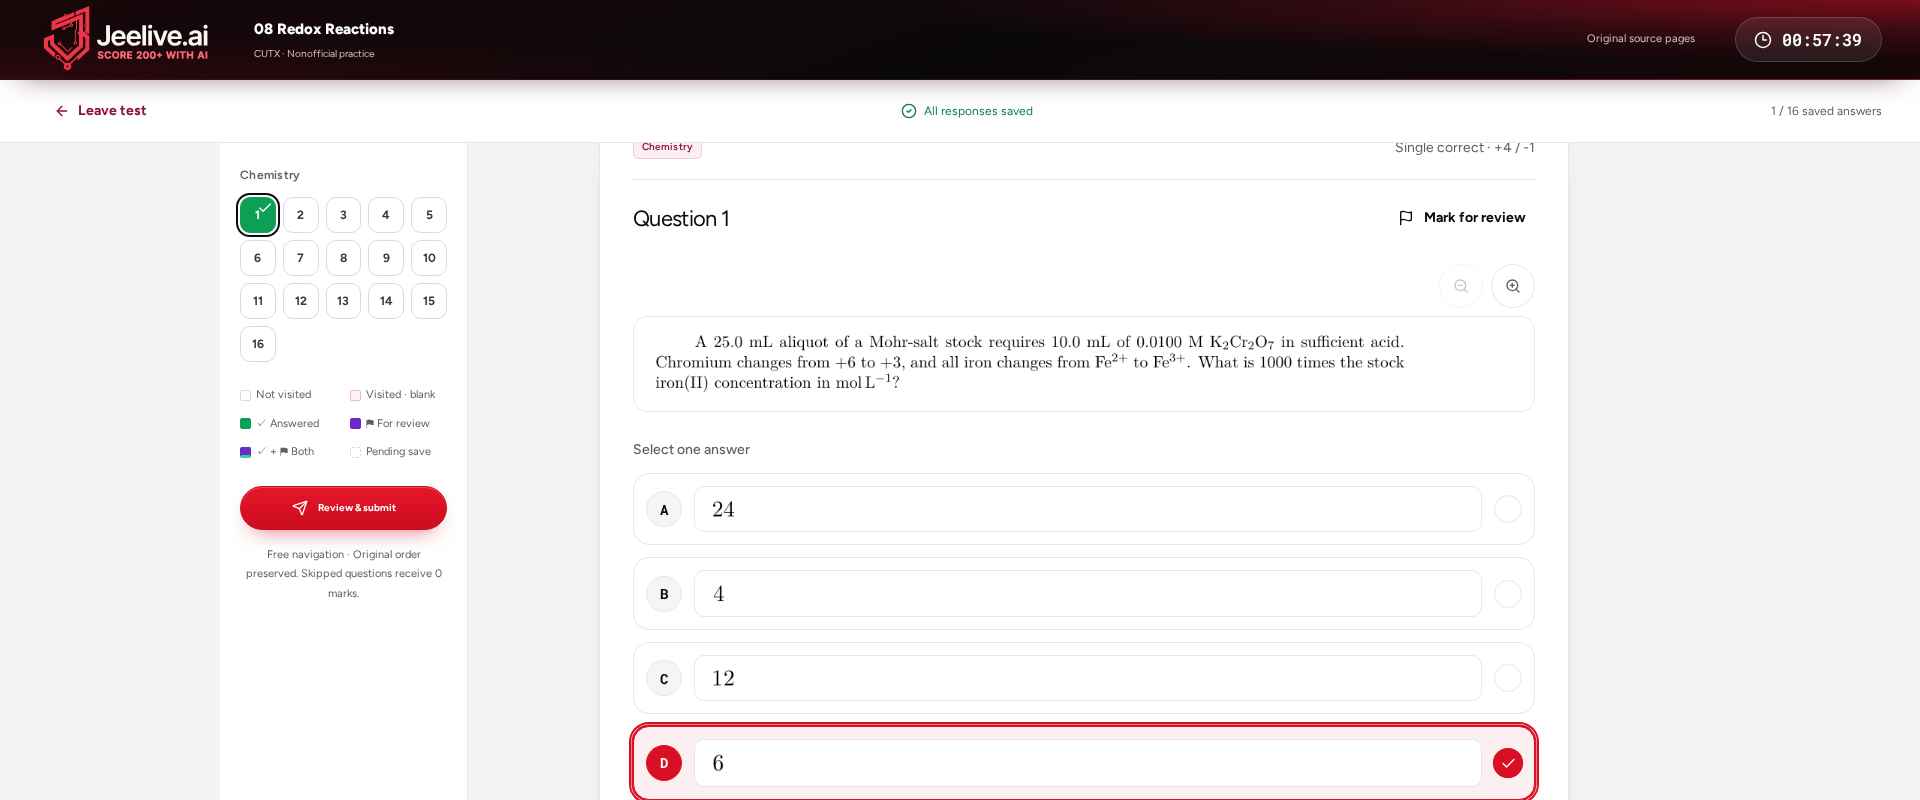 Jeelive.ai
SCORE 200+ WITH AI
08 Redox Reactions
CUTX · Nonofficial practice
Original source pages
00:57:39
Leave test
All responses saved
1 / 16 saved answers
Chemistry
1 2 3 4 5
6 7 8 9 10
11 12 13 14 15
16
Not visited
Visited · blank
✓ Answered
For review
✓ + Both
Pending save
Review & submit
Free navigation · Original order
preserved. Skipped questions receive 0
marks.
Chemistry
Single correct · +4 / -1
Question 1
Mark for review
A 25.0 mL aliquot of a Mohr-salt stock requires 10.0 mL of 0.0100 M K₂Cr₂O₇ in sufficient acid.
Chromium changes from +6 to +3, and all iron changes from Fe²⁺ to Fe³⁺. What is 1000 times the stock
iron(II) concentration in mol L⁻¹?
Select one answer
A 24
B 4
C 12
D 6